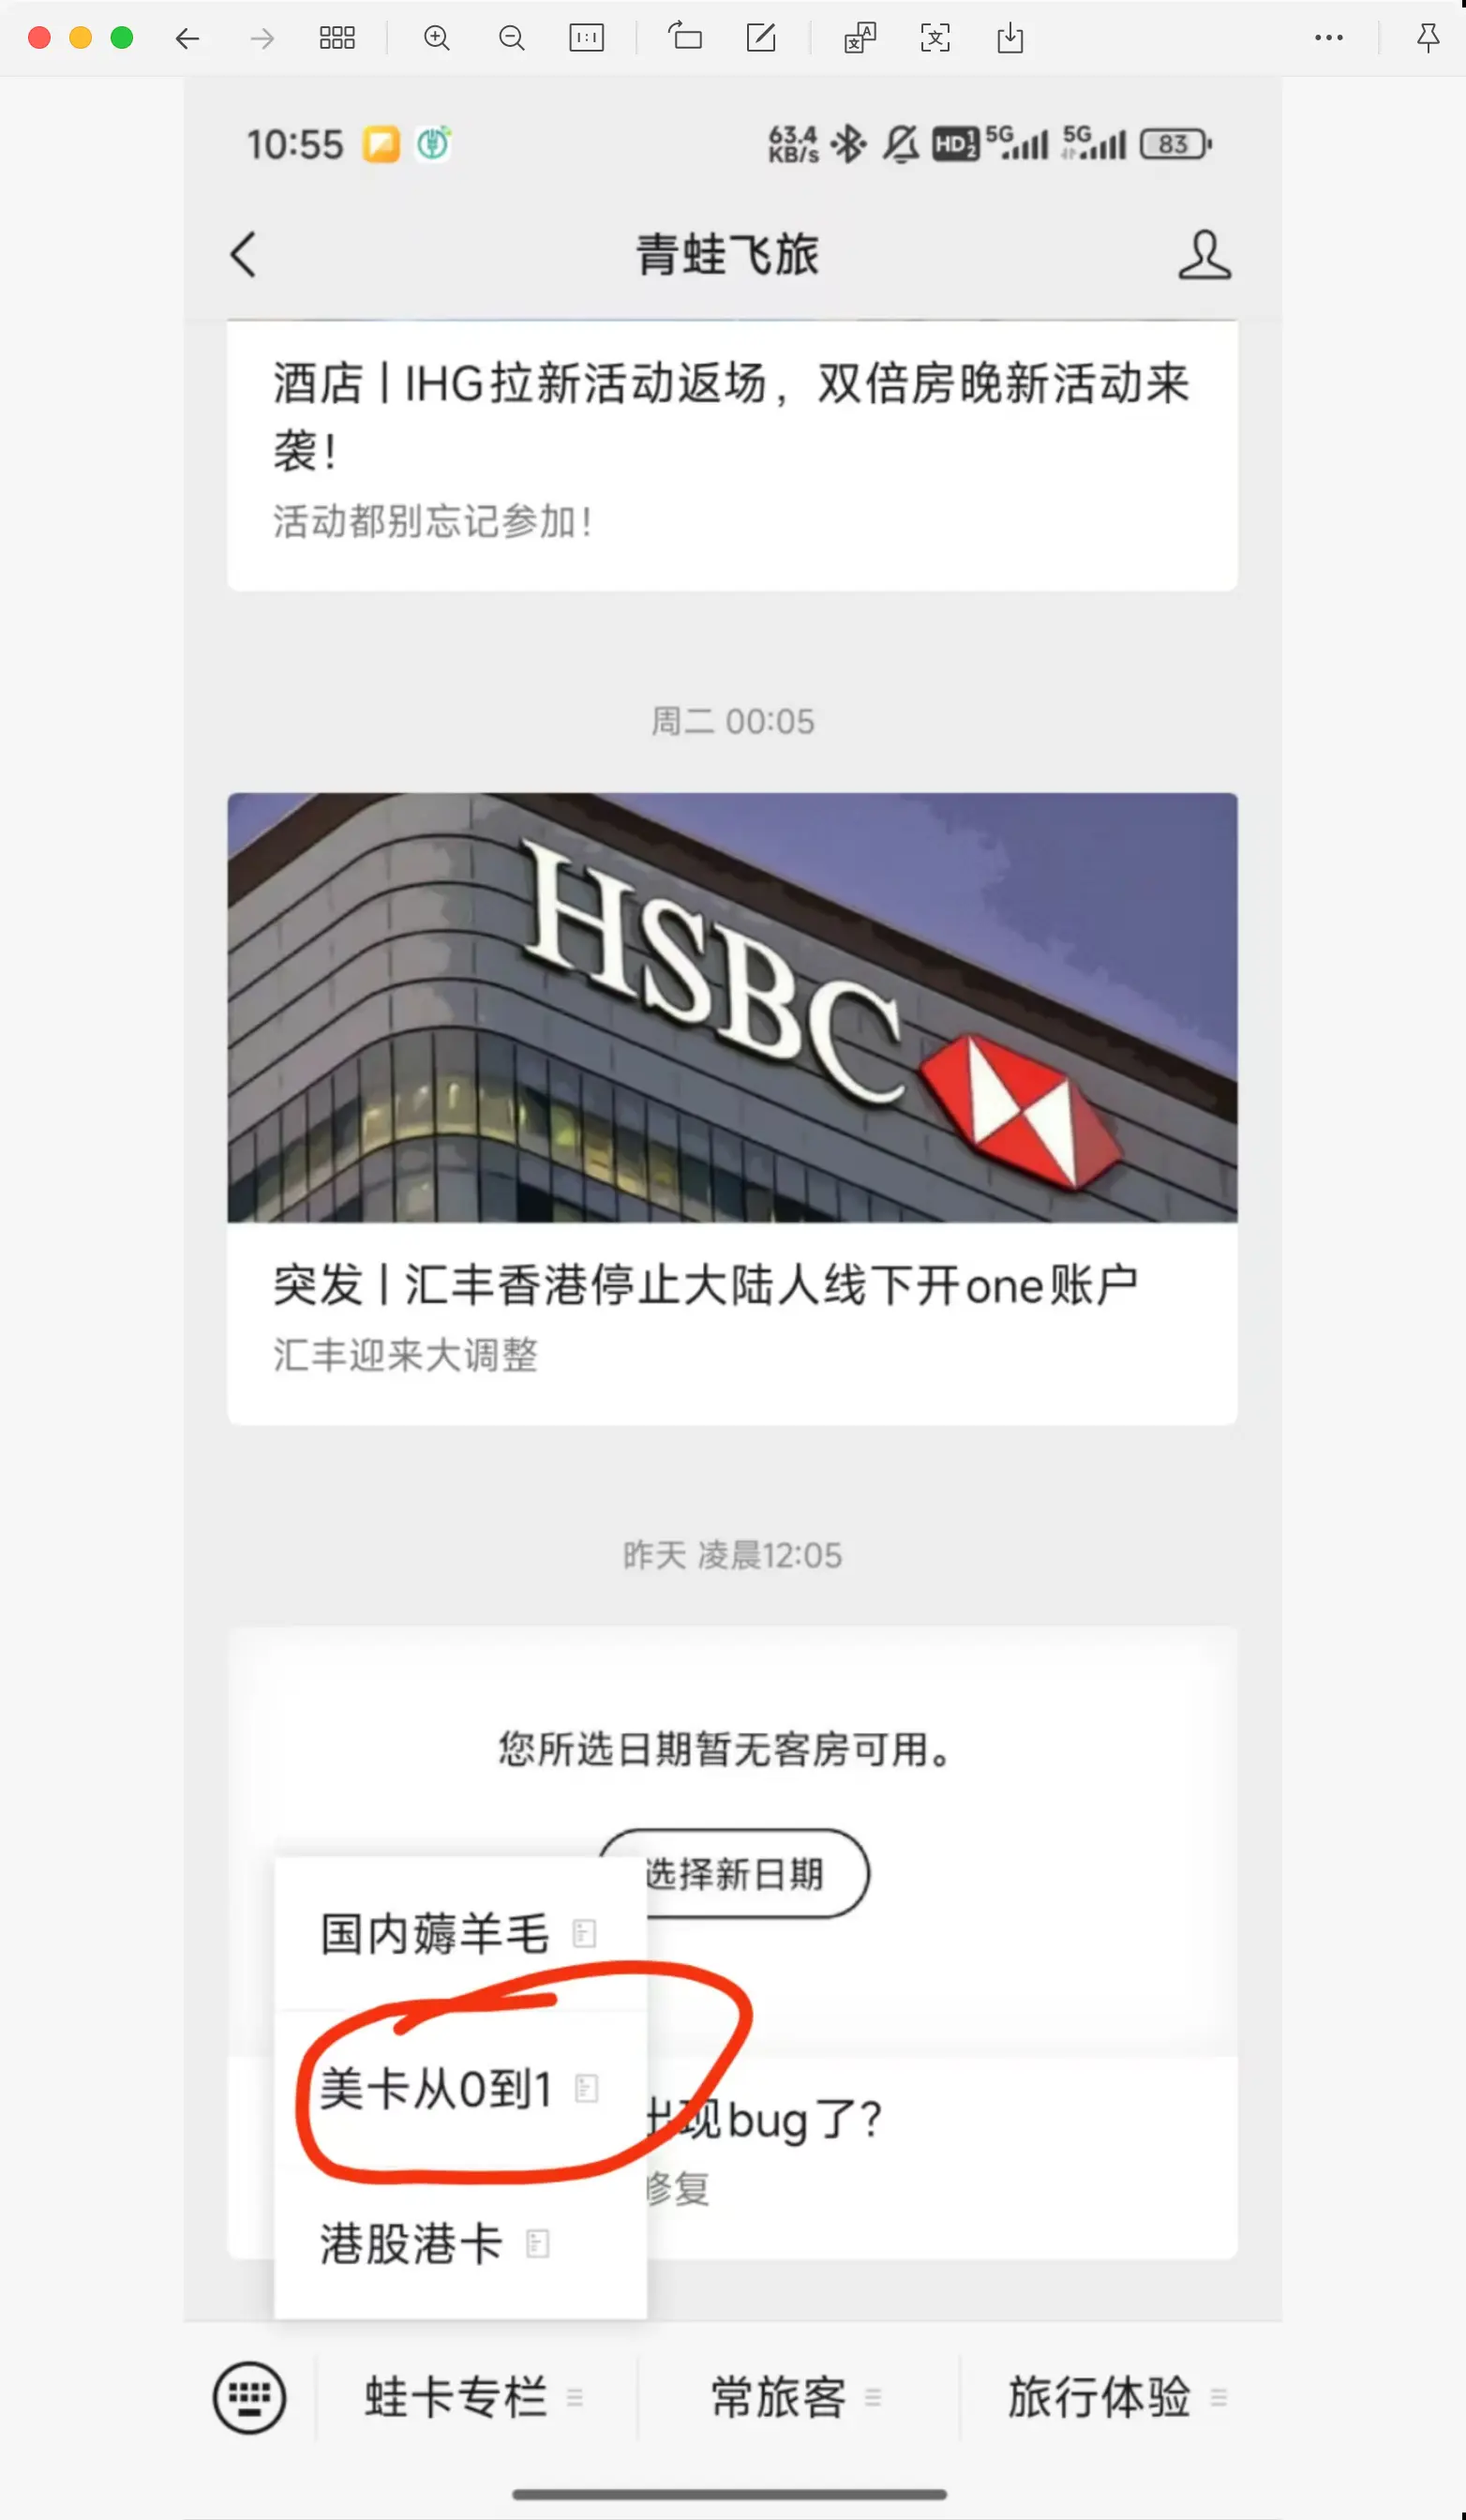 10:55
63.4
KB/s
HD 1 2
5G
5G
83
青蛙飞旅
酒店 | IHG拉新活动返场，双倍房晚新活动来
袭！
活动都别忘记参加！
周二 00:05
HSBC
突发 | 汇丰香港停止大陆人线下开one账户
汇丰迎来大调整
昨天 凌晨12:05
您所选日期暂无客房可用。
选择新日期
国内薅羊毛
美卡从0到1
出现bug了？
修复
港股港卡
蛙卡专栏
常旅客
旅行体验